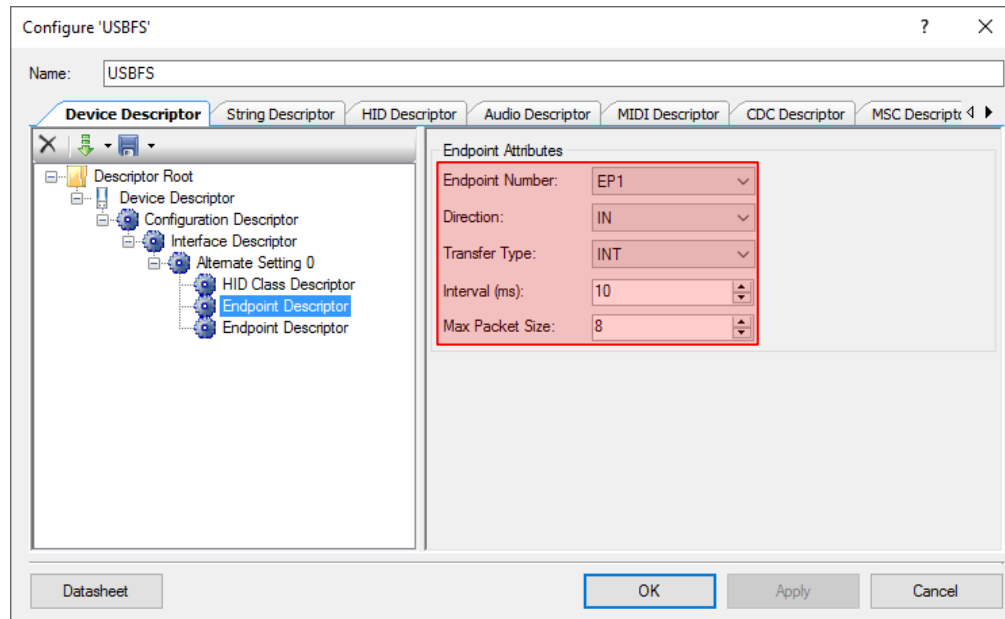 Configure 'USBFS'
?
Name: USBFS
Device Descriptor String Descriptor HID Descriptor Audio Descriptor MIDI Descriptor CDC Descriptor MSC Descripto
Descriptor Root
Device Descriptor
Configuration Descriptor
Interface Descriptor
Alternate Setting 0
HID Class Descriptor
Endpoint Descriptor
Endpoint Descriptor
Endpoint Attributes
Endpoint Number: EP1
Direction: IN
Transfer Type: INT
Interval (ms): 10
Max Packet Size: 8
Datasheet OK Apply Cancel